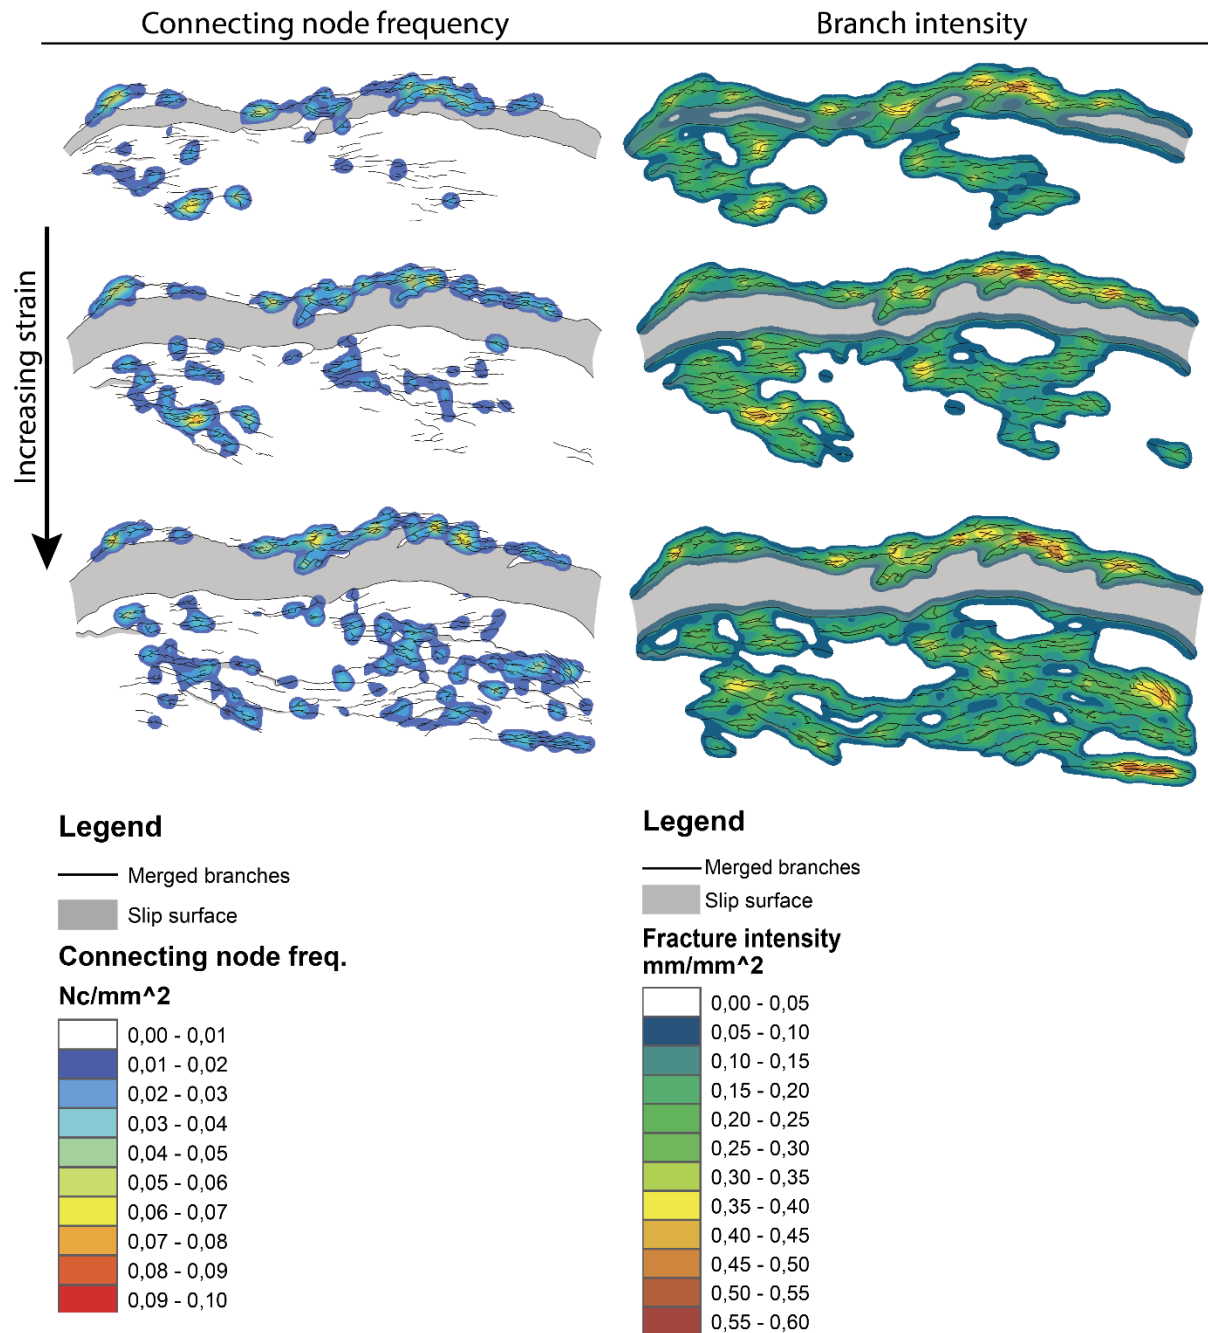 Connecting node frequency
Branch intensity
Increasing strain
Legend
Merged branches
Slip surface
Connecting node freq.
Nc/mm^2
0,00 - 0,01
0,01 - 0,02
0,02 - 0,03
0,03 - 0,04
0,04 - 0,05
0,05 - 0,06
0,06 - 0,07
0,07 - 0,08
0,08 - 0,09
0,09 - 0,10
Legend
Merged branches
Slip surface
Fracture intensity
mm/mm^2
0,00 - 0,05
0,05 - 0,10
0,10 - 0,15
0,15 - 0,20
0,20 - 0,25
0,25 - 0,30
0,30 - 0,35
0,35 - 0,40
0,40 - 0,45
0,45 - 0,50
0,50 - 0,55
0,55 - 0,60